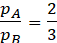 p_A/p_B = 2/3